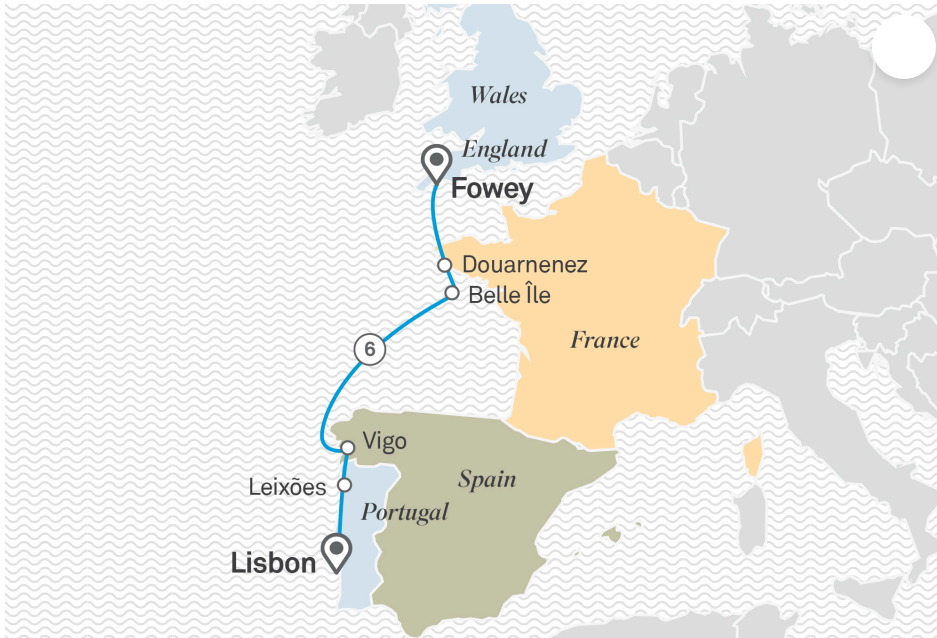 Wales
England
Fowey
Douarnenez
Belle Île
France
6
Vigo
Leixões
Spain
Portugal
Lisbon